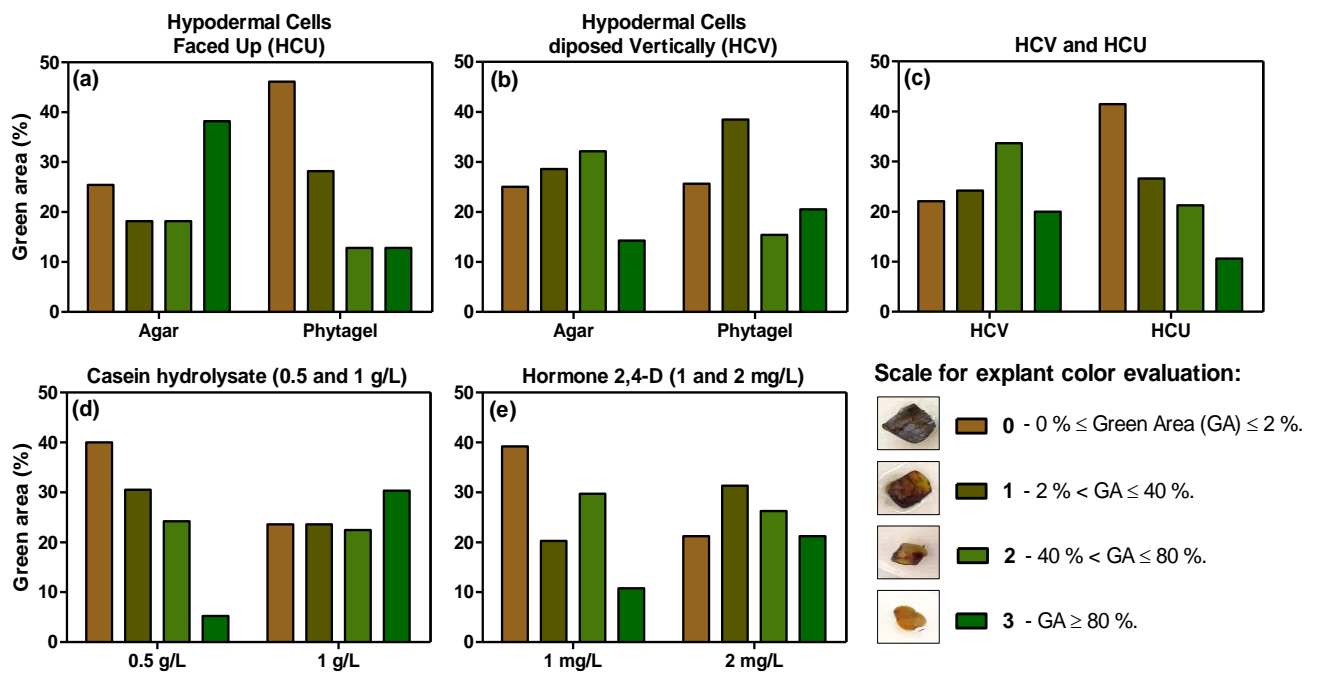 Hypodermal Cells
Faced Up (HCU)
(a)
Green area (%)
50
40
30
20
10
0
Agar
Phytagel
Hypodermal Cells
diposed Vertically (HCV)
(b)
50
40
30
20
10
0
Agar
Phytagel
HCV and HCU
(c)
50
40
30
20
10
0
HCV
HCU
Casein hydrolysate (0.5 and 1 g/L)
(d)
Green area (%)
50
40
30
20
10
0
0.5 g/L
1 g/L
Hormone 2,4-D (1 and 2 mg/L)
(e)
50
40
30
20
10
0
1 mg/L
2 mg/L
Scale for explant color evaluation:
0 - 0 % ≤ Green Area (GA) ≤ 2 %.
1 - 2 % < GA ≤ 40 %.
2 - 40 % < GA ≤ 80 %.
3 - GA ≥ 80 %.